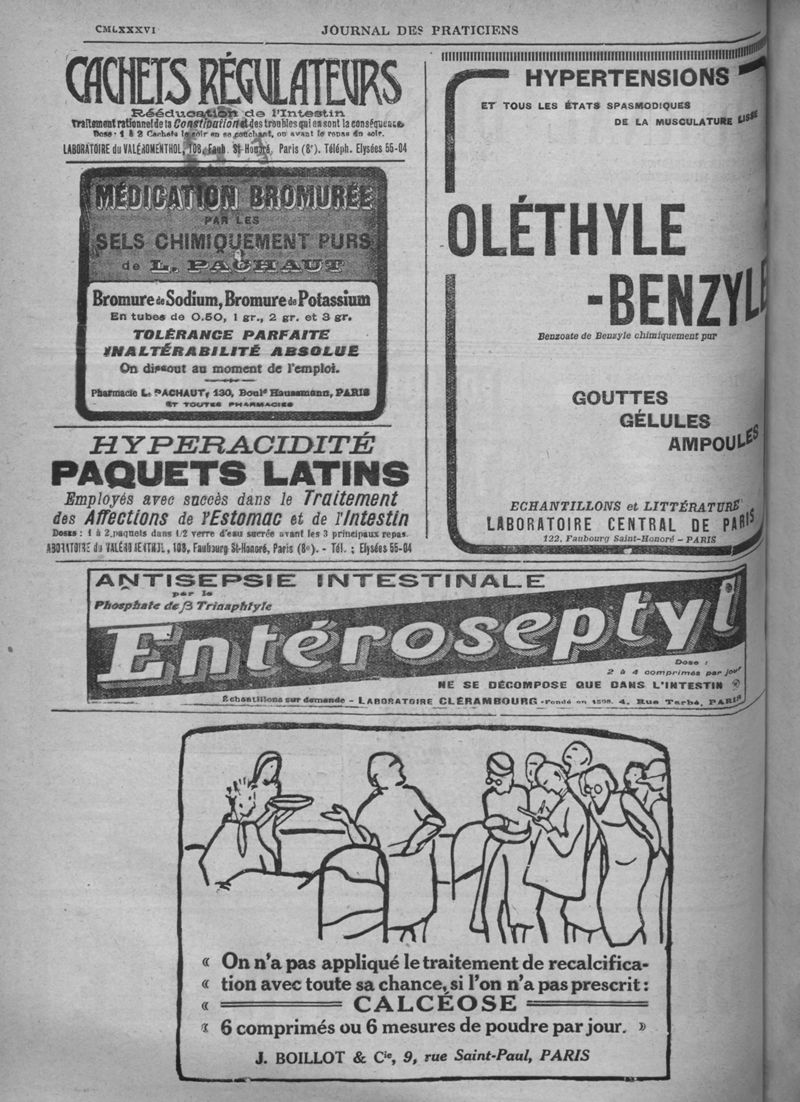 CMLXXXVI
JOURNAL DES PRATICIENS
CACHETS RÉGULATEURS
Rééducation de l'Intestin
Traitement rationnel de la Constipation et des troubles qui en sont la conséquence
Dose : 1 à 2 Cachets le soir en se couchant, ou avant le repas du soir.
LABORATOIRE du VALÉROMENTHOL, 108, Faub. St-Honoré, Paris (8e). Téléph. Elysées 55-04
MÉDICATION BROMURÉE
PAR LES
SELS CHIMIQUEMENT PURS
de L. PACHAUT
Bromure de Sodium, Bromure de Potassium
En tubes de 0.50, 1 gr., 2 gr. et 3 gr.
TOLÉRANCE PARFAITE
INALTÉRABILITÉ ABSOLUE
On dissout au moment de l'emploi.
Pharmacie L. PACHAUT, 130, Bould Haussmann, PARIS
ET TOUTES PHARMACIES
HYPERACIDITÉ
PAQUETS LATINS
Employés avec succès dans le Traitement
des Affections de l'Estomac et de l'Intestin
Doses : 1 à 2 paquets dans 1/2 verre d'eau sucrée avant les 3 principaux repas.
ABORATOIRE du VALÉROMENTHOL, 108, Faubourg St-Honoré, Paris (8e). - Tél. : Elysées 55-04
HYPERTENSIONS
ET TOUS LES ÉTATS SPASMODIQUES
DE LA MUSCULATURE LISSE
OLÉTHYLE
-BENZYLE
Benzoate de Benzyle chimiquement pur
GOUTTES
GÉLULES
AMPOULES
ECHANTILLONS et LITTÉRATURE
LABORATOIRE CENTRAL DE PARIS
122, Faubourg Saint-Honoré - PARIS
ANTISEPSIE INTESTINALE
par le
Phosphate de β Trinaphtyle
Entéroseptyl
Dose :
2 à 4 comprimés par jour
NE SE DÉCOMPOSE QUE DANS L'INTESTIN
Échantillons sur demande - LABORATOIRE CLÉRAMBOURG - Fondé en 1898. 4, Rue Tarbé, PARIS
« On n'a pas appliqué le traitement de recalcifica-
« tion avec toute sa chance, si l'on n'a pas prescrit :
« CALCÉOSE
« 6 comprimés ou 6 mesures de poudre par jour. »
J. BOILLOT & Cie, 9, rue Saint-Paul, PARIS